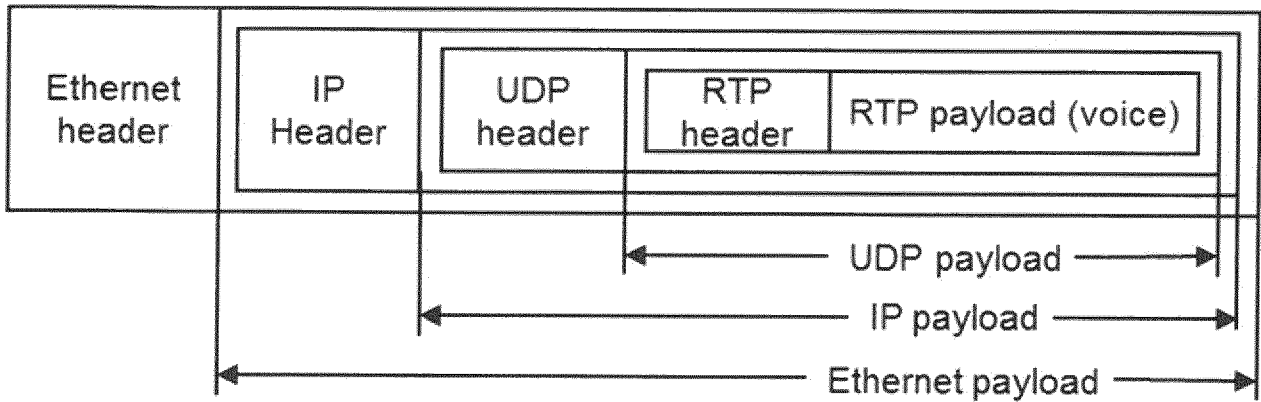 Ethernet
header
IP
Header
UDP
header
RTP
header
RTP payload (voice)
UDP payload
IP payload
Ethernet payload